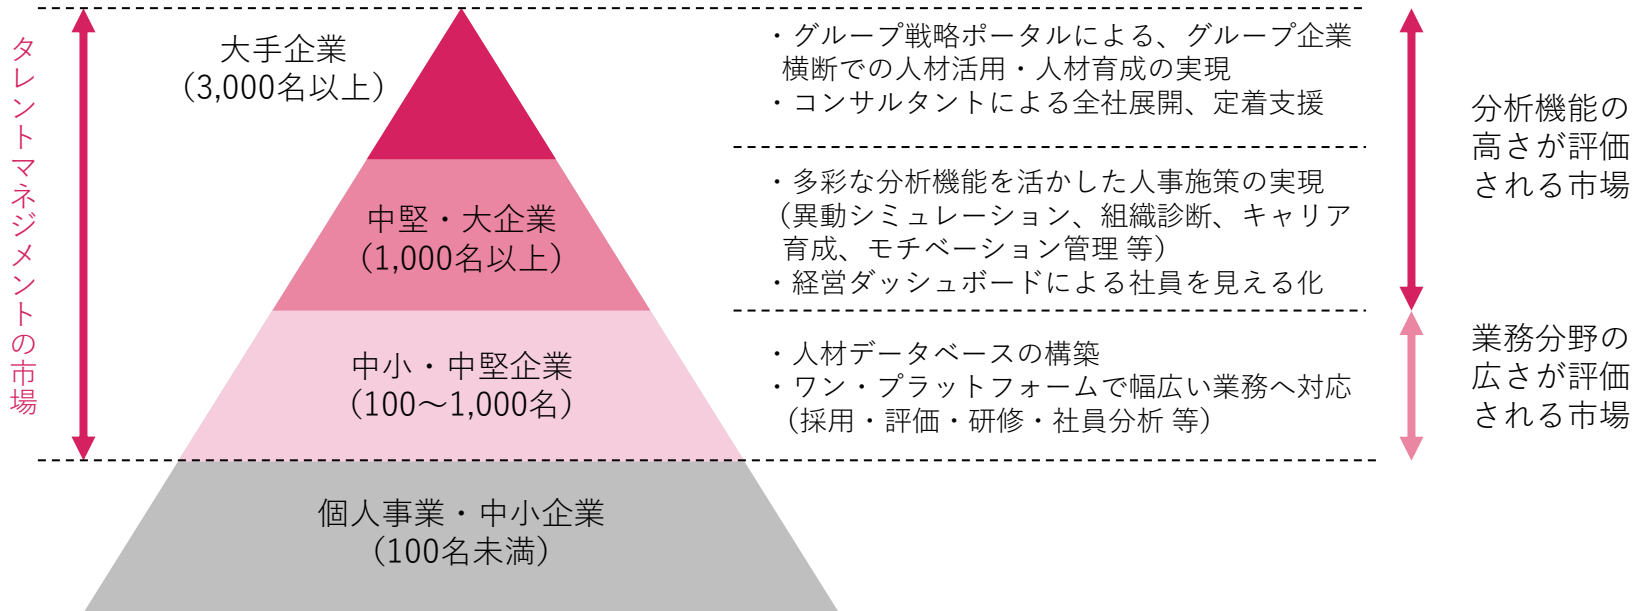 タレントマネジメントの市場
大手企業
(3,000名以上)
中堅・大企業
(1,000名以上)
中小・中堅企業
(100～1,000名)
個人事業・中小企業
(100名未満)
・グループ戦略ポータルによる、グループ企業
横断での人材活用・人材育成の実現
・コンサルタントによる全社展開、定着支援
・多彩な分析機能を活かした人事施策の実現
(異動シミュレーション、組織診断、キャリア
育成、モチベーション管理 等)
・経営ダッシュボードによる社員を見える化
・人材データベースの構築
・ワン・プラットフォームで幅広い業務へ対応
(採用・評価・研修・社員分析 等)
分析機能の
高さが評価
される市場
業務分野の
広さが評価
される市場